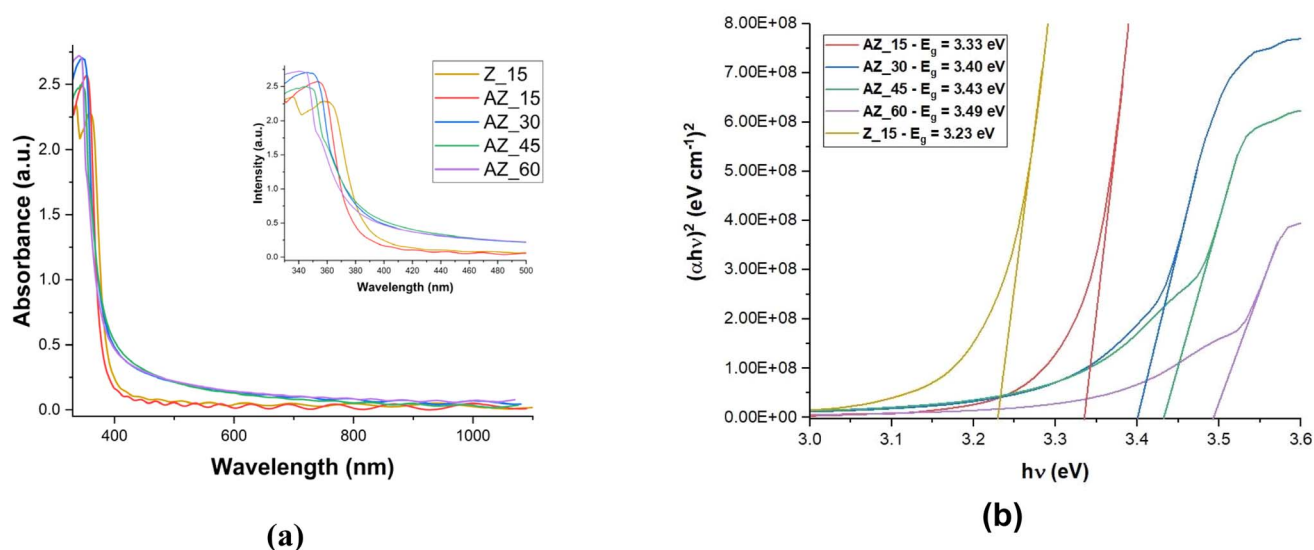 Absorbance (a.u.)
2.5
2.0
1.5
1.0
0.5
0.0
400
600
800
1000
Wavelength (nm)
Intensity (a.u.)
2.5
2.0
1.5
1.0
0.5
0.0
340
360
380
400
420
440
460
480
500
Wavelength (nm)
Z_15
AZ_15
AZ_30
AZ_45
AZ_60
(a)
(αhν)² (eV cm⁻¹)²
8.00E+08
7.00E+08
6.00E+08
5.00E+08
4.00E+08
3.00E+08
2.00E+08
1.00E+08
0.00E+00
AZ_15 - Eg = 3.33 eV
AZ_30 - Eg = 3.40 eV
AZ_45 - Eg = 3.43 eV
AZ_60 - Eg = 3.49 eV
Z_15 - Eg = 3.23 eV
3.0
3.1
3.2
3.3
3.4
3.5
3.6
hν (eV)
(b)